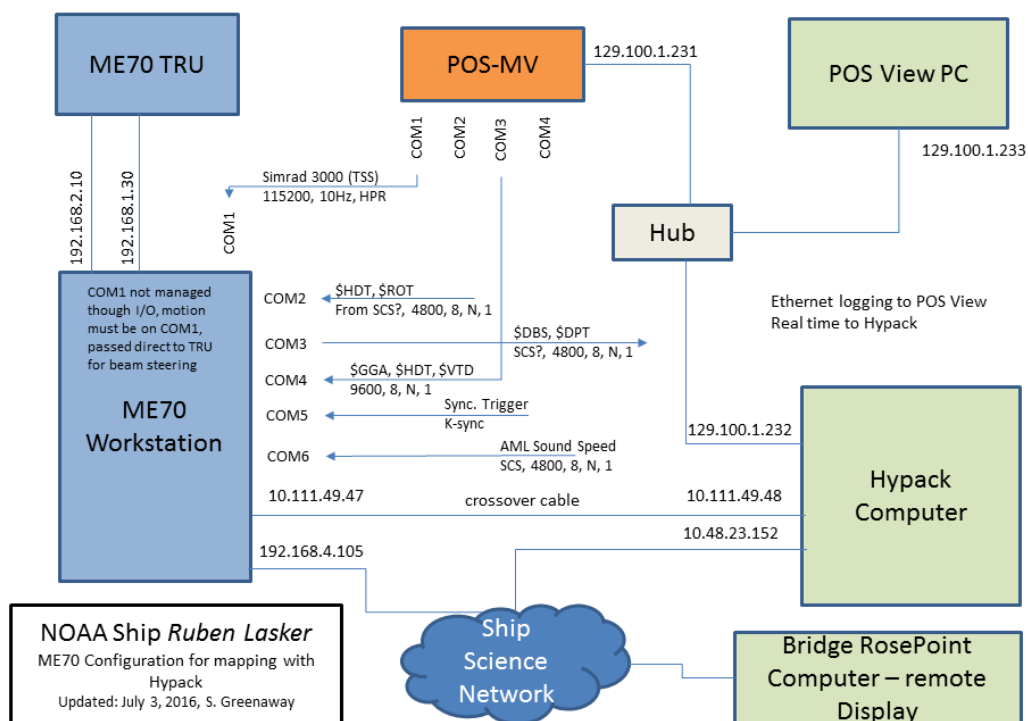 ME70 TRU
POS-MV
129.100.1.231
POS View PC
129.100.1.233
COM1
COM2
COM3
COM4
Simrad 3000 (TSS)
115200, 10Hz, HPR
192.168.2.10
192.168.1.30
COM1
Hub
COM1 not managed
though I/O, motion
must be on COM1,
passed direct to TRU
for beam steering
ME70
Workstation
COM2
$HDT, $ROT
From SCS?, 4800, 8, N, 1
COM3
$DBS, $DPT
SCS?, 4800, 8, N, 1
COM4
$GGA, $HDT, $VTD
9600, 8, N, 1
COM5
Sync. Trigger
K-sync
COM6
AML Sound Speed
SCS, 4800, 8, N, 1
Ethernet logging to POS View
Real time to Hypack
129.100.1.232
Hypack
Computer
10.111.49.47
crossover cable
10.111.49.48
10.48.23.152
192.168.4.105
NOAA Ship Ruben Lasker
ME70 Configuration for mapping with
Hypack
Updated: July 3, 2016, S. Greenaway
Ship
Science
Network
Bridge RosePoint
Computer – remote
Display